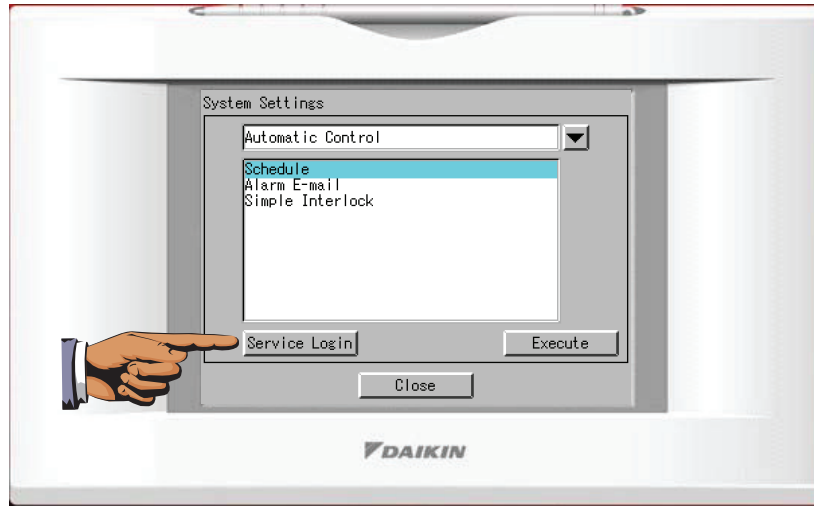 System Settings
Automatic Control
Schedule
Alarm E-mail
Simple Interlock
Service Login
Execute
Close
DAIKIN